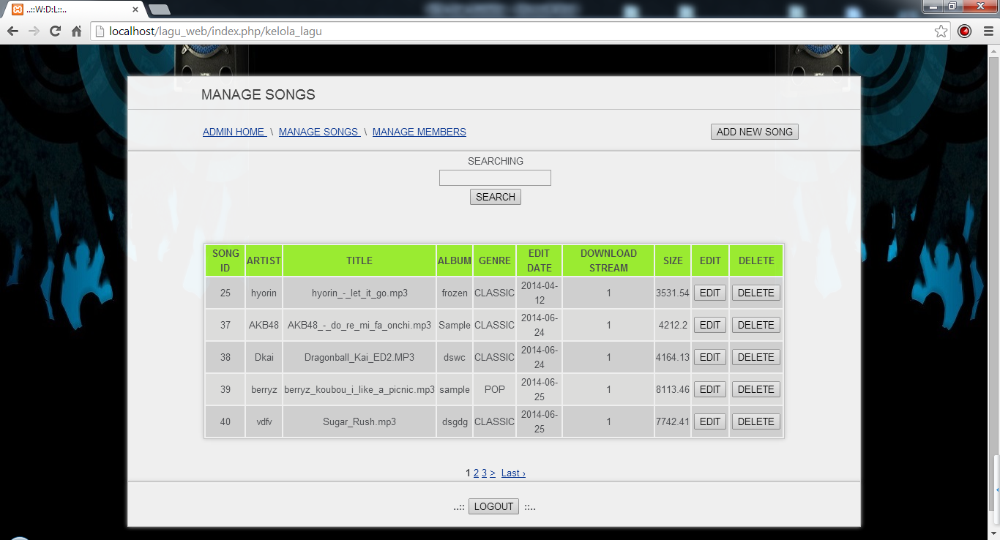 ..::W:D:L::..
localhost/lagu_web/index.php/kelola_lagu
MANAGE SONGS
ADMIN HOME \ MANAGE SONGS \ MANAGE MEMBERS
ADD NEW SONG
SEARCHING
SEARCH
SONG ID ARTIST TITLE ALBUM GENRE EDIT DATE DOWNLOAD STREAM SIZE EDIT DELETE
25 hyorin hyorin_-_let_it_go.mp3 frozen CLASSIC 2014-04-12 1 3531.54 EDIT DELETE
37 AKB48 AKB48_-_do_re_mi_fa_onchi.mp3 Sample CLASSIC 2014-06-24 1 4212.2 EDIT DELETE
38 Dkai Dragonball_Kai_ED2.MP3 dswc CLASSIC 2014-06-24 1 4164.13 EDIT DELETE
39 berryz berryz_koubou_i_like_a_picnic.mp3 sample POP 2014-06-25 1 8113.46 EDIT DELETE
40 vdfv Sugar_Rush.mp3 dsgdg CLASSIC 2014-06-25 1 7742.41 EDIT DELETE
1 2 3 > Last ›
..:: LOGOUT ::..